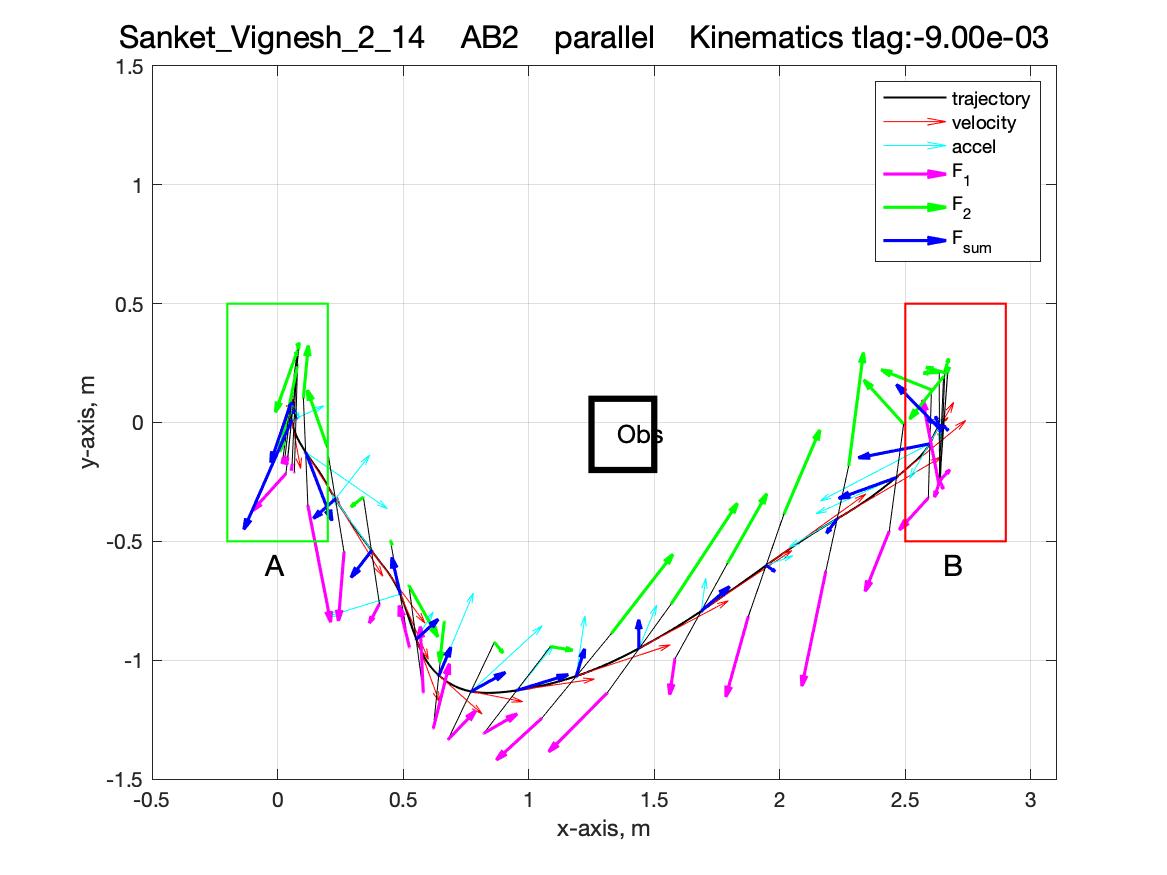 Sanket_Vignesh_2_14 AB2 parallel Kinematics tlag:-9.00e-03
1.5
1
0.5
0
-0.5
-1
-1.5
y-axis, m
trajectory
velocity
accel
F1
F2
Fsum
Obs
A
B
-0.5 0 0.5 1 1.5 2 2.5 3
x-axis, m